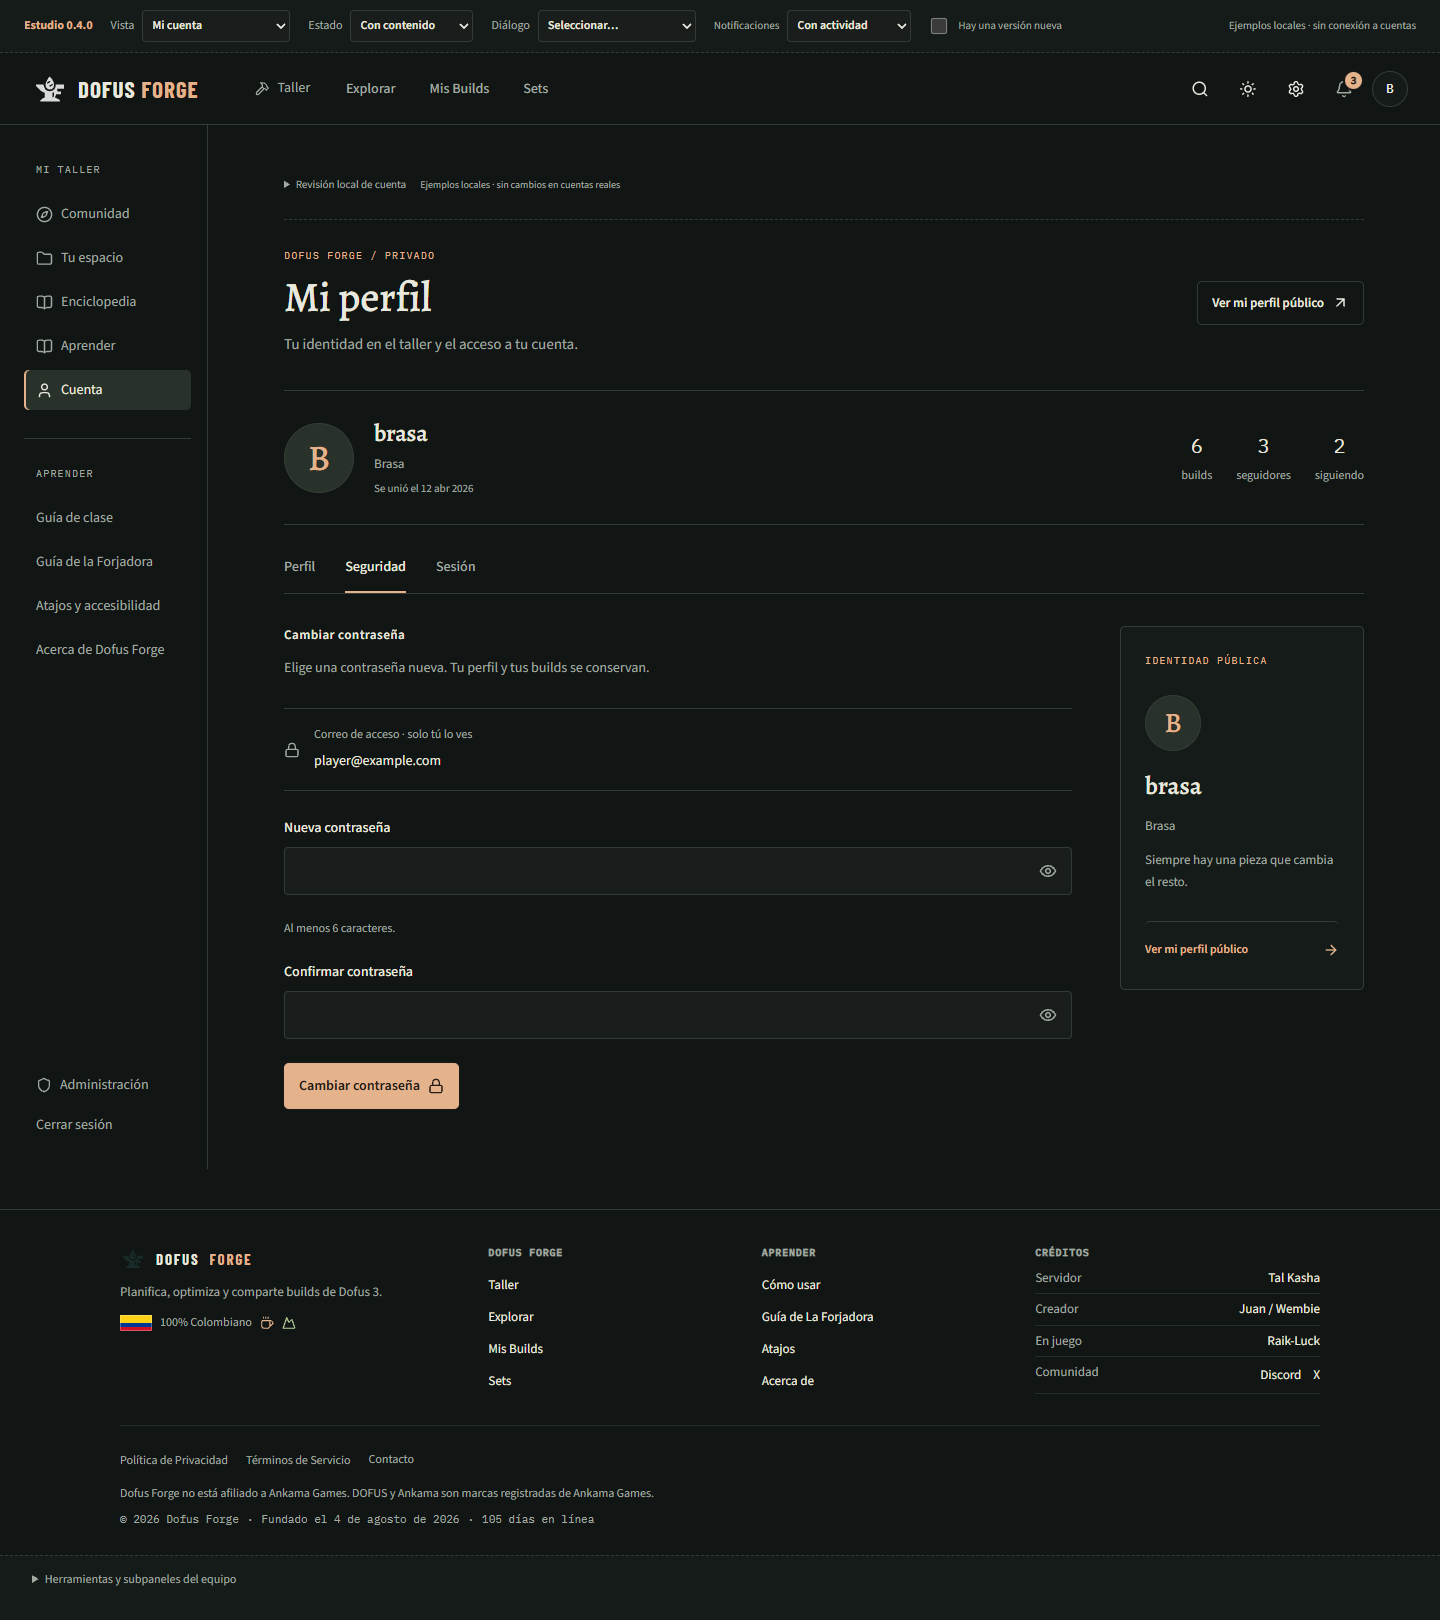 Estudio 0.4.0 Vista Mi cuenta Estado Con contenido Diálogo Seleccionar... Notificaciones Con actividad Hay una versión nueva Ejemplos locales · sin conexión a cuentas
DOFUS FORGE Taller Explorar Mis Builds Sets 3 B
MI TALLER
Comunidad
Tu espacio
Enciclopedia
Aprender
Cuenta
APRENDER
Guía de clase
Guía de la Forjadora
Atajos y accesibilidad
Acerca de Dofus Forge
Administración
Cerrar sesión
Revisión local de cuenta Ejemplos locales · sin cambios en cuentas reales
DOFUS FORGE / PRIVADO
Mi perfil
Tu identidad en el taller y el acceso a tu cuenta.
Ver mi perfil público
B
brasa
Brasa
Se unió el 12 abr 2026
6 builds
3 seguidores
2 siguiendo
Perfil Seguridad Sesión
Cambiar contraseña
Elige una contraseña nueva. Tu perfil y tus builds se conservan.
Correo de acceso · solo tú lo ves
player@example.com
Nueva contraseña
Al menos 6 caracteres.
Confirmar contraseña
Cambiar contraseña
IDENTIDAD PÚBLICA
B
brasa
Brasa
Siempre hay una pieza que cambia
el resto.
Ver mi perfil público
DOFUS FORGE
Planifica, optimiza y comparte builds de Dofus 3.
100% Colombiano
DOFUS FORGE
Taller
Explorar
Mis Builds
Sets
APRENDER
Cómo usar
Guía de La Forjadora
Atajos
Acerca de
CRÉDITOS
Servidor Tal Kasha
Creador Juan / Wembie
En juego Raik-Luck
Comunidad Discord X
Política de Privacidad Términos de Servicio Contacto
Dofus Forge no está afiliado a Ankama Games. DOFUS y Ankama son marcas registradas de Ankama Games.
© 2026 Dofus Forge · Fundado el 4 de agosto de 2026 · 105 días en línea
Herramientas y subpaneles del equipo